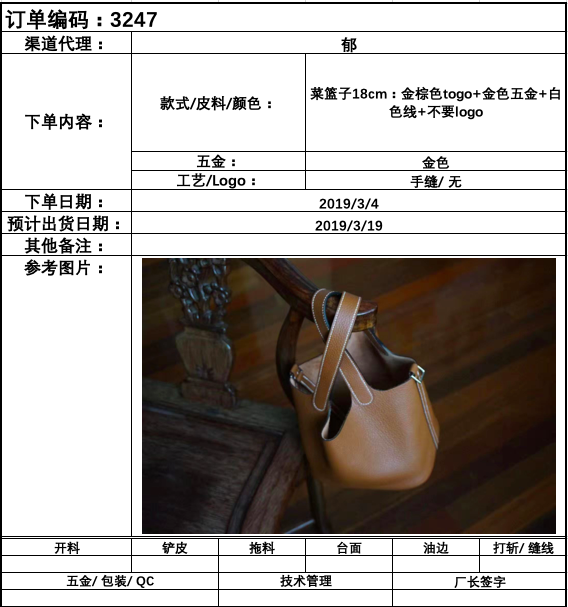 订单编码：3247
渠道代理：
郁
下单内容：
款式/皮料/颜色：
菜篮子18cm：金棕色togo+金色五金+白
色线+不要logo
五金：
金色
工艺/Logo：
手缝/ 无
下单日期：
2019/3/4
预计出货日期：
2019/3/19
其他备注：
参考图片：
开料
铲皮
拖料
台面
油边
打斩/ 缝线
五金/ 包装/ QC
技术管理
厂长签字